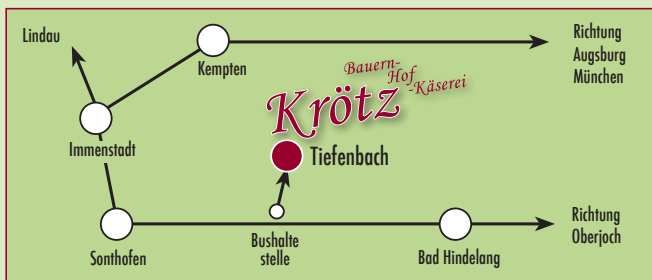 Lindau
Kempten
Richtung
Augsburg
München
Bauern-
Hof
-Käserei
Krötz
Immenstadt
Tiefenbach
Sonthofen
Bushalte
stelle
Bad Hindelang
Richtung
Oberjoch